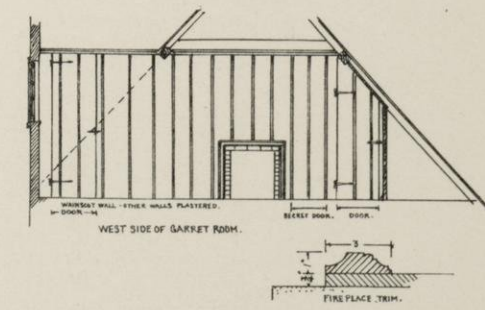 WAINSCOT WALL - OTHER WALLS PLASTERED.
DOOR
SECRET DOOR. DOOR.
WEST SIDE OF GARRET ROOM.
3
FIREPLACE TRIM.